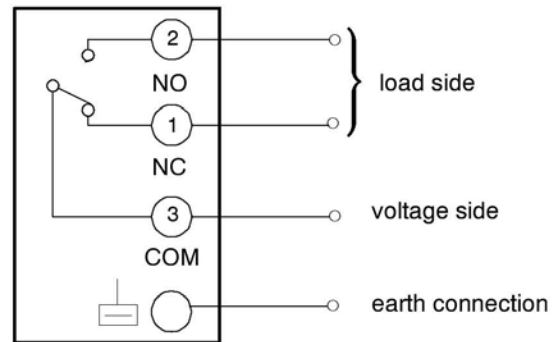 2
NO
load side
1
NC
3
voltage side
COM
earth connection